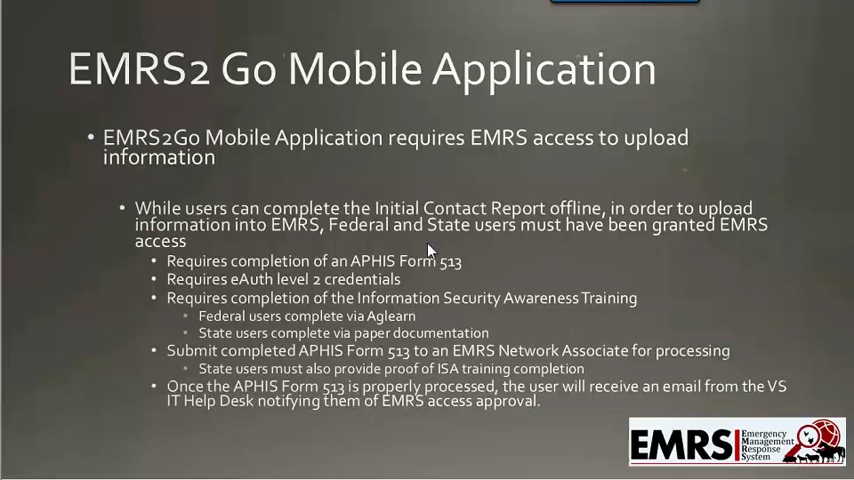 EMRS2 Go Mobile Application
• EMRS2Go Mobile Application requires EMRS access to upload
information
• While users can complete the Initial Contact Report offline, in order to upload
information into EMRS, Federal and State users must have been granted EMRS
access
• Requires completion of an APHIS Form 513
• Requires eAuth level 2 credentials
• Requires completion of the Information Security Awareness Training
• Federal users complete via Aglearn
• State users complete via paper documentation
• Submit completed APHIS Form 513 to an EMRS Network Associate for processing
• State users must also provide proof of ISA training completion
• Once the APHIS Form 513 is properly processed, the user will receive an email from the VS
IT Help Desk notifying them of EMRS access approval.
EMRS
Emergency
Management
Response
System